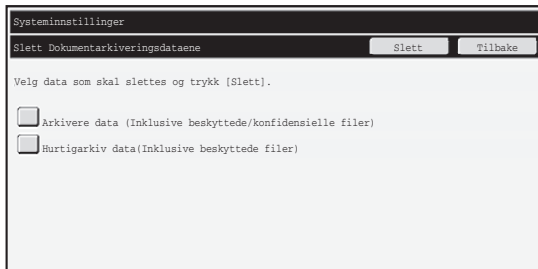 Systeminnstillinger
Slett Dokumentarkiveringsdataene Slett Tilbake
Velg data som skal slettes og trykk [Slett].
Arkivere data (Inklusive beskyttede/konfidensielle filer)
Hurtigarkiv data(Inklusive beskyttede filer)